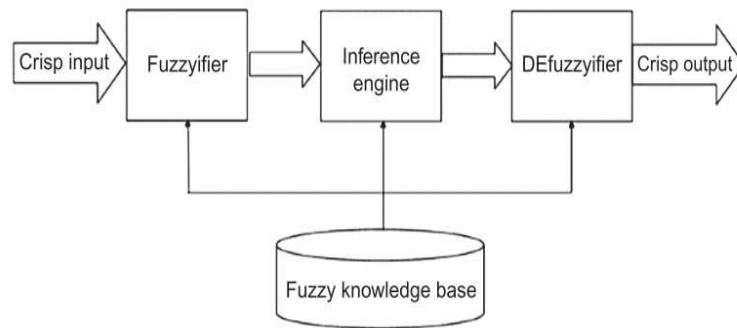 Crisp input
Fuzzyifier
Inference
engine
DEfuzzyifier
Crisp output
Fuzzy knowledge base